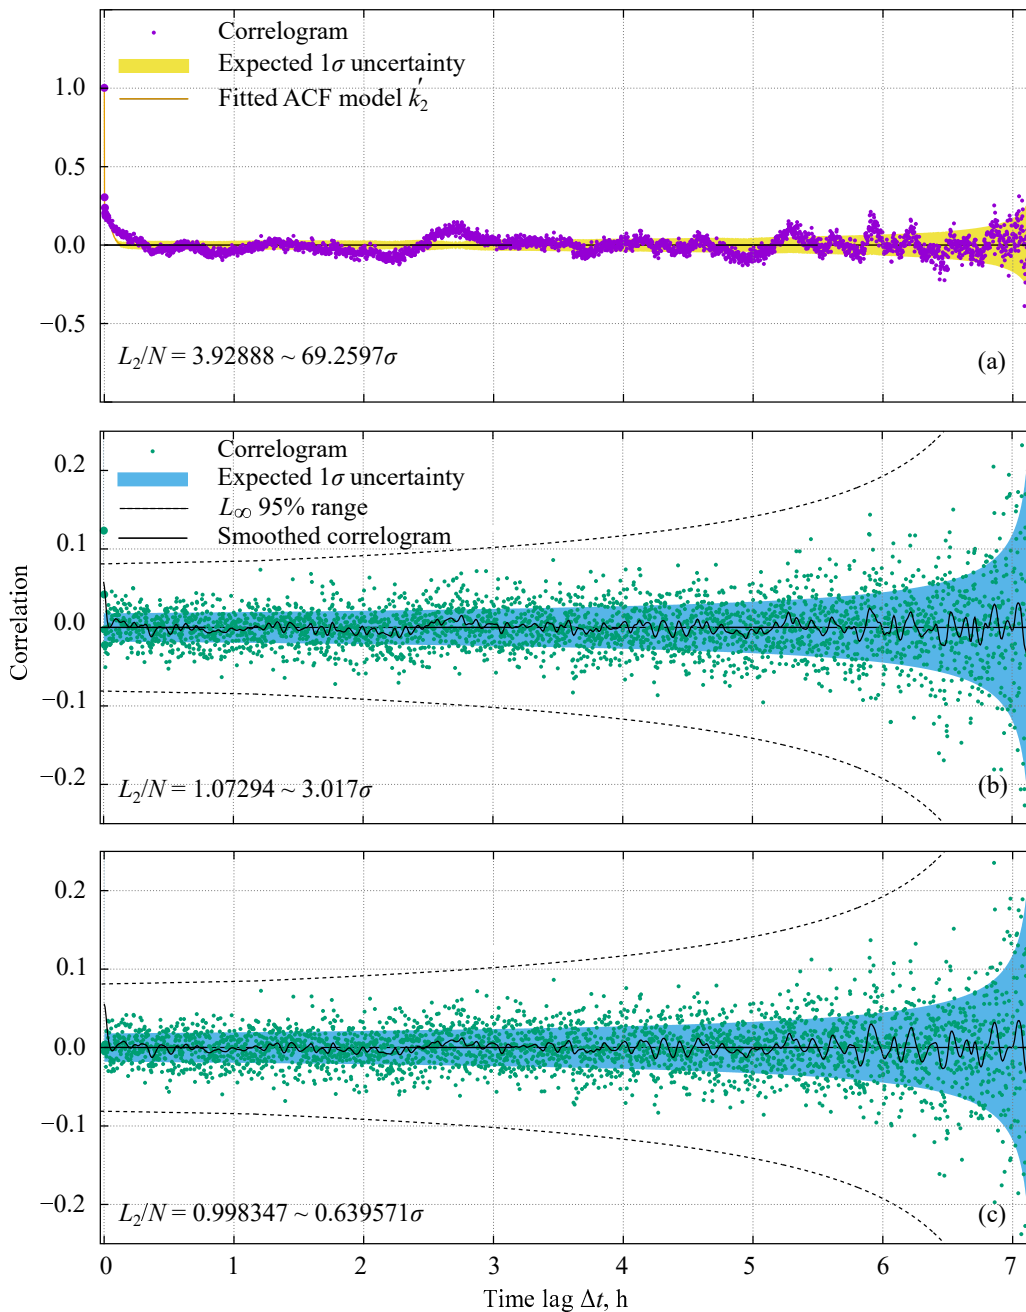 Correlogram
Expected 1σ uncertainty
Fitted ACF model k′₂
1.0
0.5
0.0
−0.5
L₂/N = 3.92888 ~ 69.2597σ
(a)
Correlogram
Expected 1σ uncertainty
L∞ 95% range
Smoothed correlogram
0.2
0.1
0.0
−0.1
−0.2
Correlation
L₂/N = 1.07294 ~ 3.017σ
(b)
0.2
0.1
0.0
−0.1
−0.2
L₂/N = 0.998347 ~ 0.639571σ
(c)
0 1 2 3 4 5 6 7
Time lag Δt, h